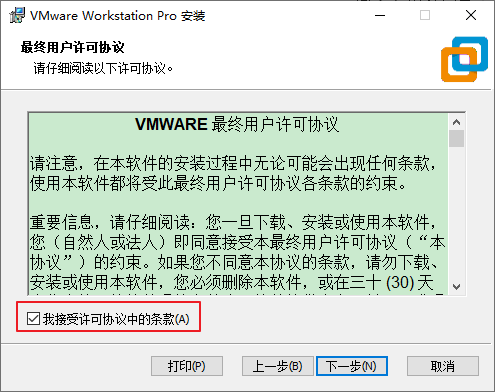 VMware Workstation Pro 安装
最终用户许可协议
请仔细阅读以下许可协议。
VMWARE 最终用户许可协议
请注意，在本软件的安装过程中无论可能会出现任何条款，
使用本软件都将受此最终用户许可协议各条款的约束。
重要信息，请仔细阅读：您一旦下载、安装或使用本软件，
您（自然人或法人）即同意接受本最终用户许可协议（“本
协议”）的约束。如果您不同意本协议的条款，请勿下载、
安装或使用本软件，您必须删除本软件，或在三十 (30) 天
我接受许可协议中的条款(A)
打印(P)
上一步(B)
下一步(N)
取消